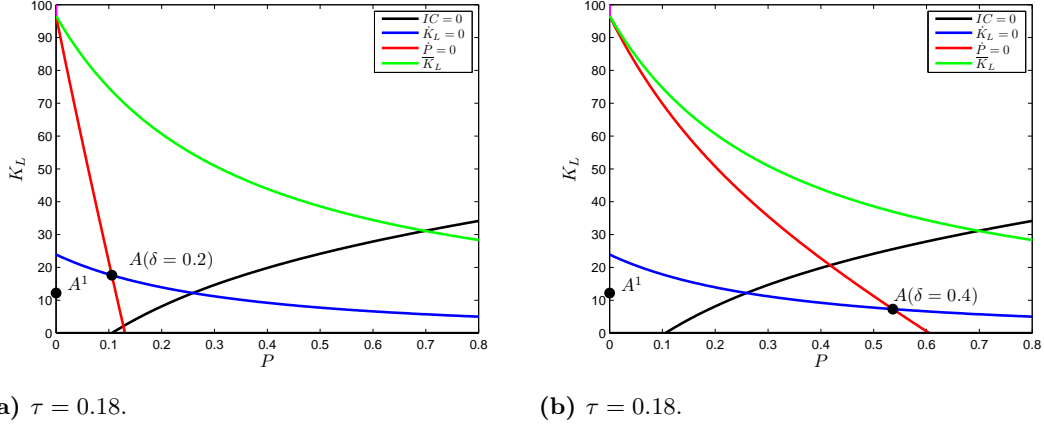 100
90
80
70
60
50
40
30
20
10
0
K_L
0 0.1 0.2 0.3 0.4 0.5 0.6 0.7 0.8
P
IC = 0
K̇_L = 0
Ṗ = 0
K̅_L
A(δ = 0.2)
A¹
a) τ = 0.18.
100
90
80
70
60
50
40
30
20
10
0
K_L
0 0.1 0.2 0.3 0.4 0.5 0.6 0.7 0.8
P
IC = 0
K̇_L = 0
Ṗ = 0
K̅_L
A¹
A(δ = 0.4)
(b) τ = 0.18.